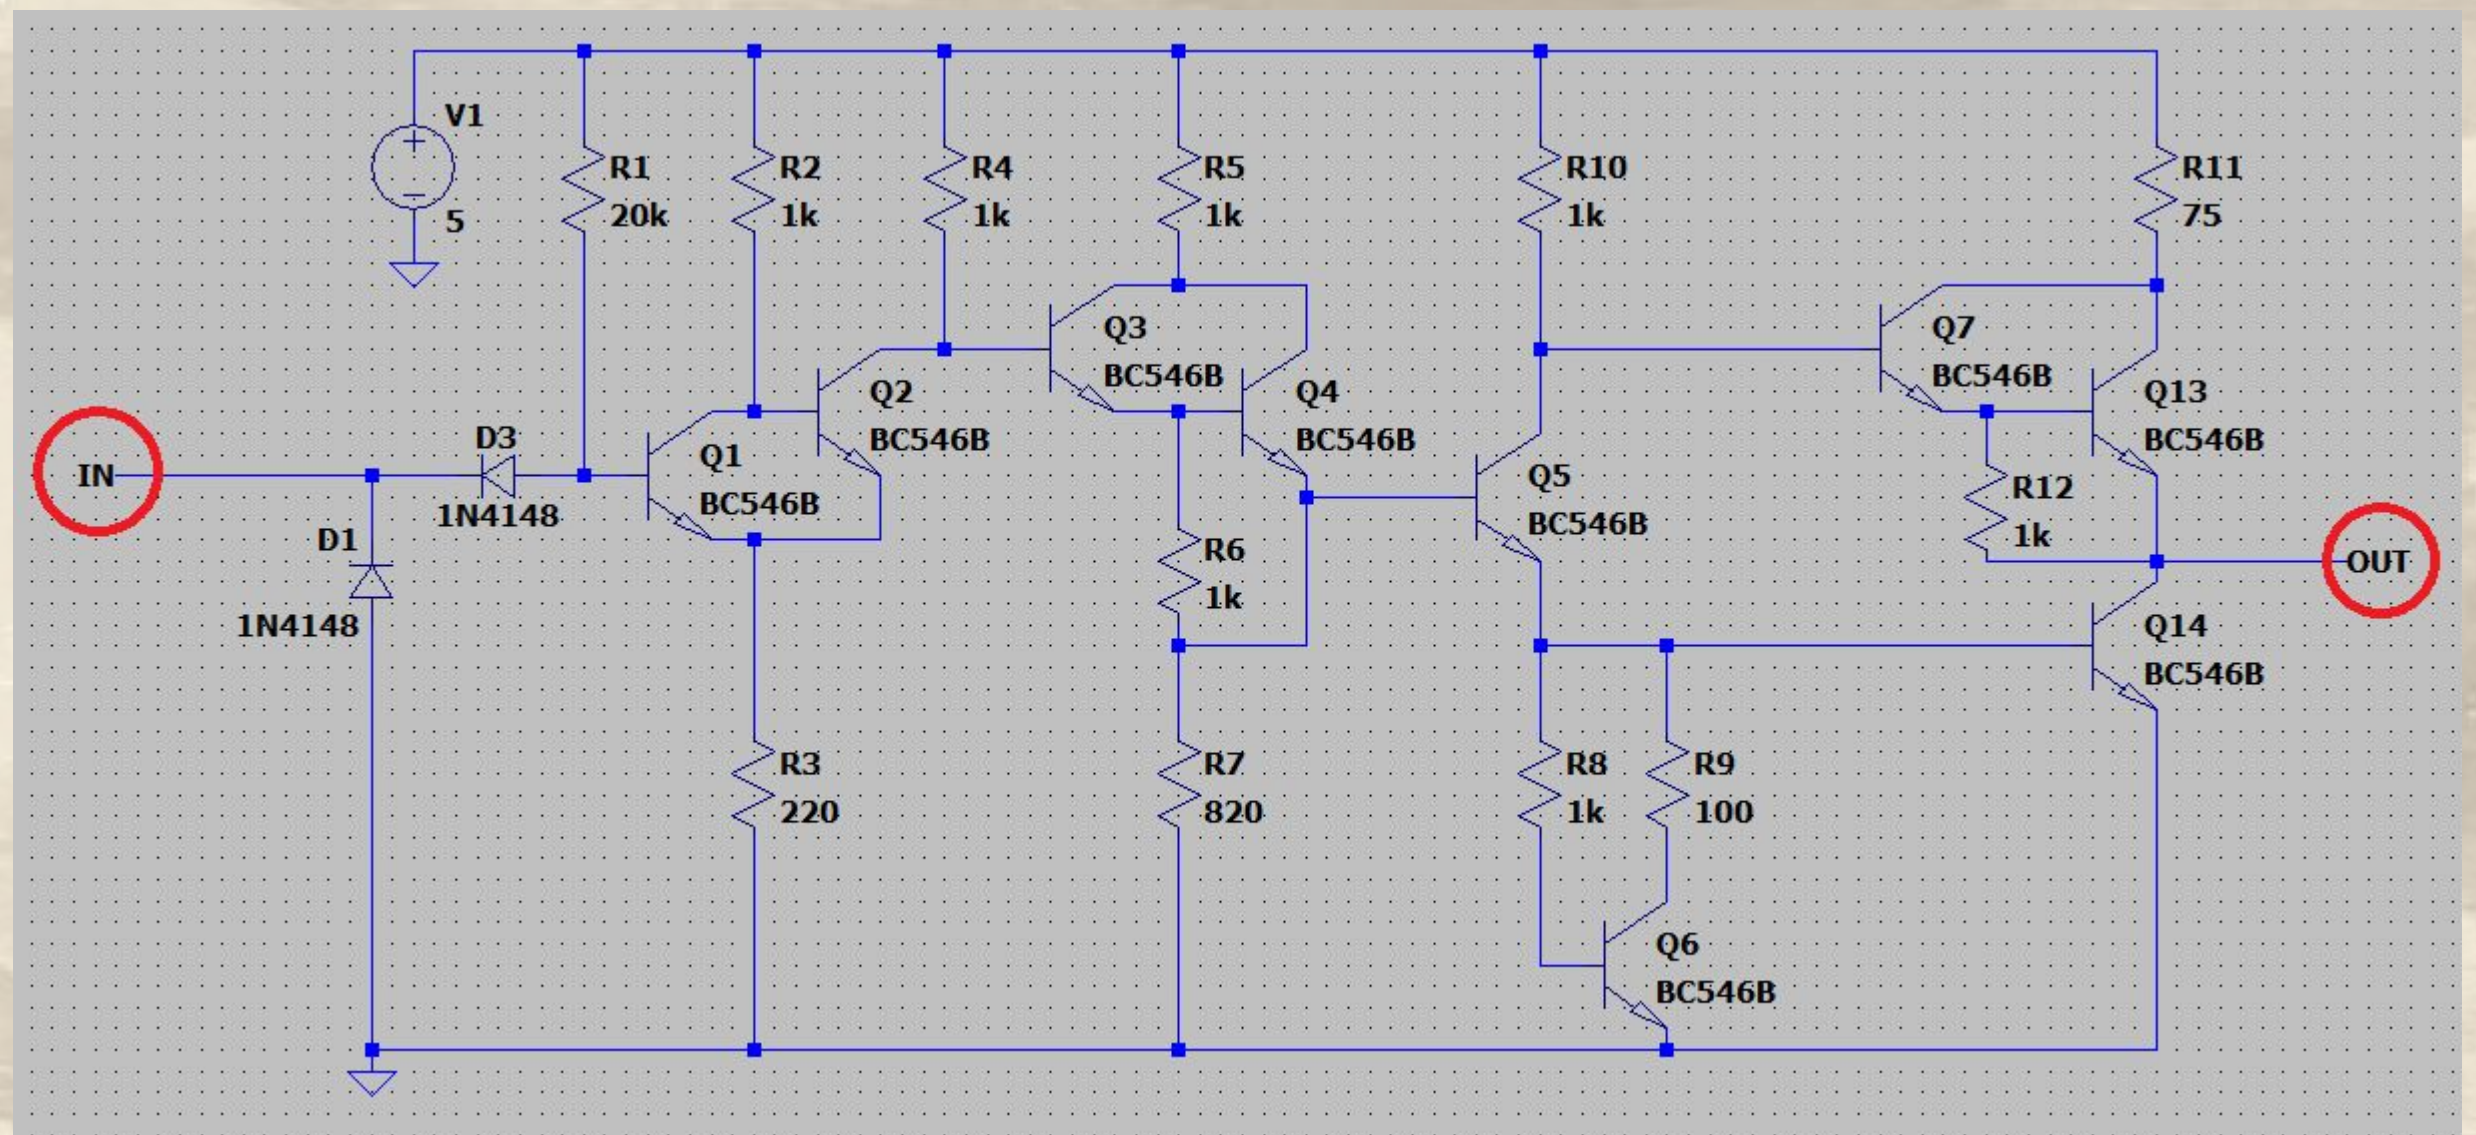 V1
5
R1
20k
R2
1k
R4
1k
R5
1k
R10
1k
R11
75
Q3
BC546B
Q7
BC546B
Q2
BC546B
Q4
BC546B
Q13
BC546B
IN
D3
1N4148
Q1
BC546B
Q5
BC546B
R12
1k
D1
1N4148
R6
1k
OUT
Q14
BC546B
R3
220
R7
820
R8
1k
R9
100
Q6
BC546B